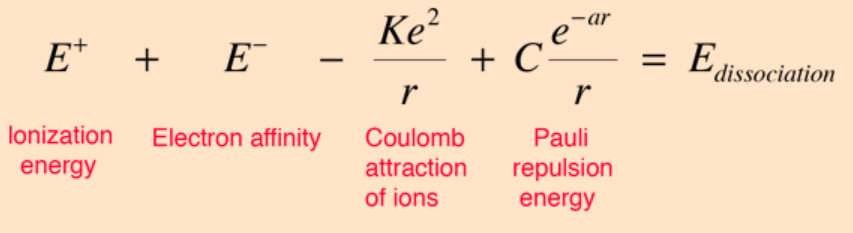 E⁺ + E⁻ − Ke²/r + C e⁻ᵃʳ/r = E_dissociation
Ionization energy
Electron affinity
Coulomb attraction of ions
Pauli repulsion energy